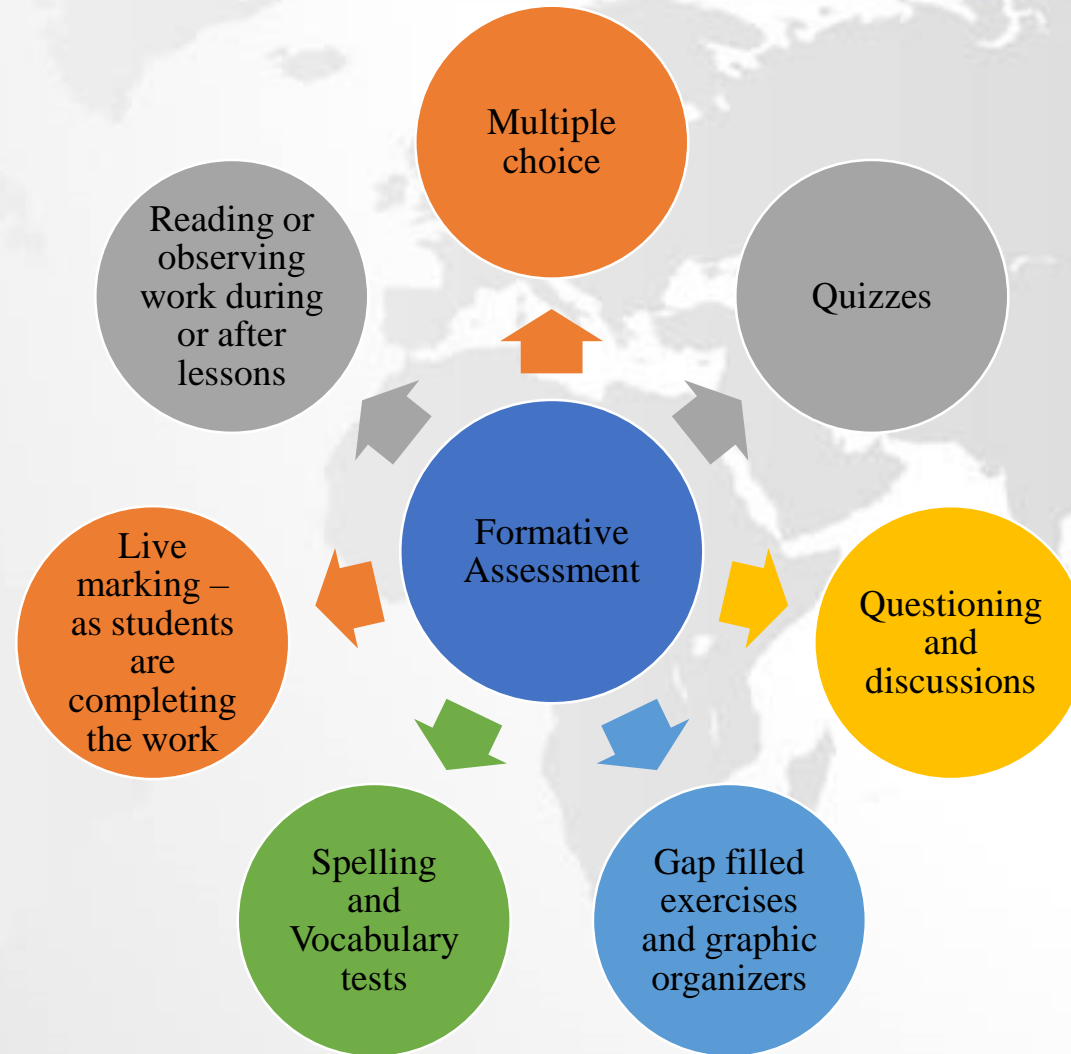 Multiple
choice
Quizzes
Questioning
and
discussions
Gap filled
exercises
and graphic
organizers
Spelling
and
Vocabulary
tests
Live
marking –
as students
are
completing
the work
Reading or
observing
work during
or after
lessons
Formative
Assessment